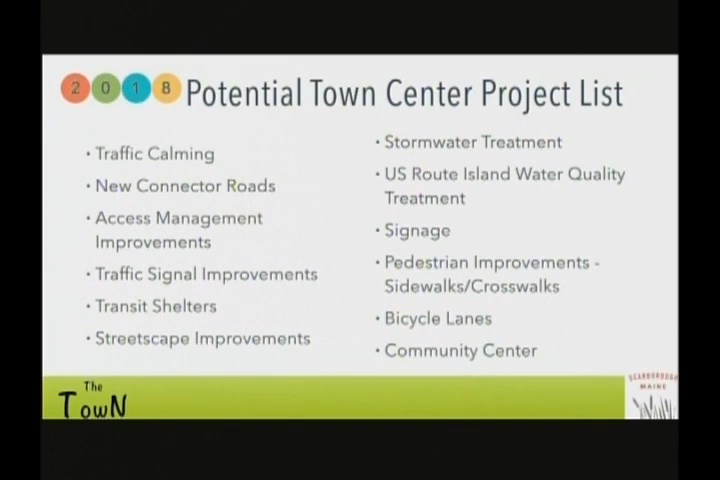 2018 Potential Town Center Project List
• Traffic Calming
• New Connector Roads
• Access Management
Improvements
• Traffic Signal Improvements
• Transit Shelters
• Streetscape Improvements
• Stormwater Treatment
• US Route Island Water Quality
Treatment
• Signage
• Pedestrian Improvements -
Sidewalks/Crosswalks
• Bicycle Lanes
• Community Center
The
TowN
SCARBOROUGH
MAINE